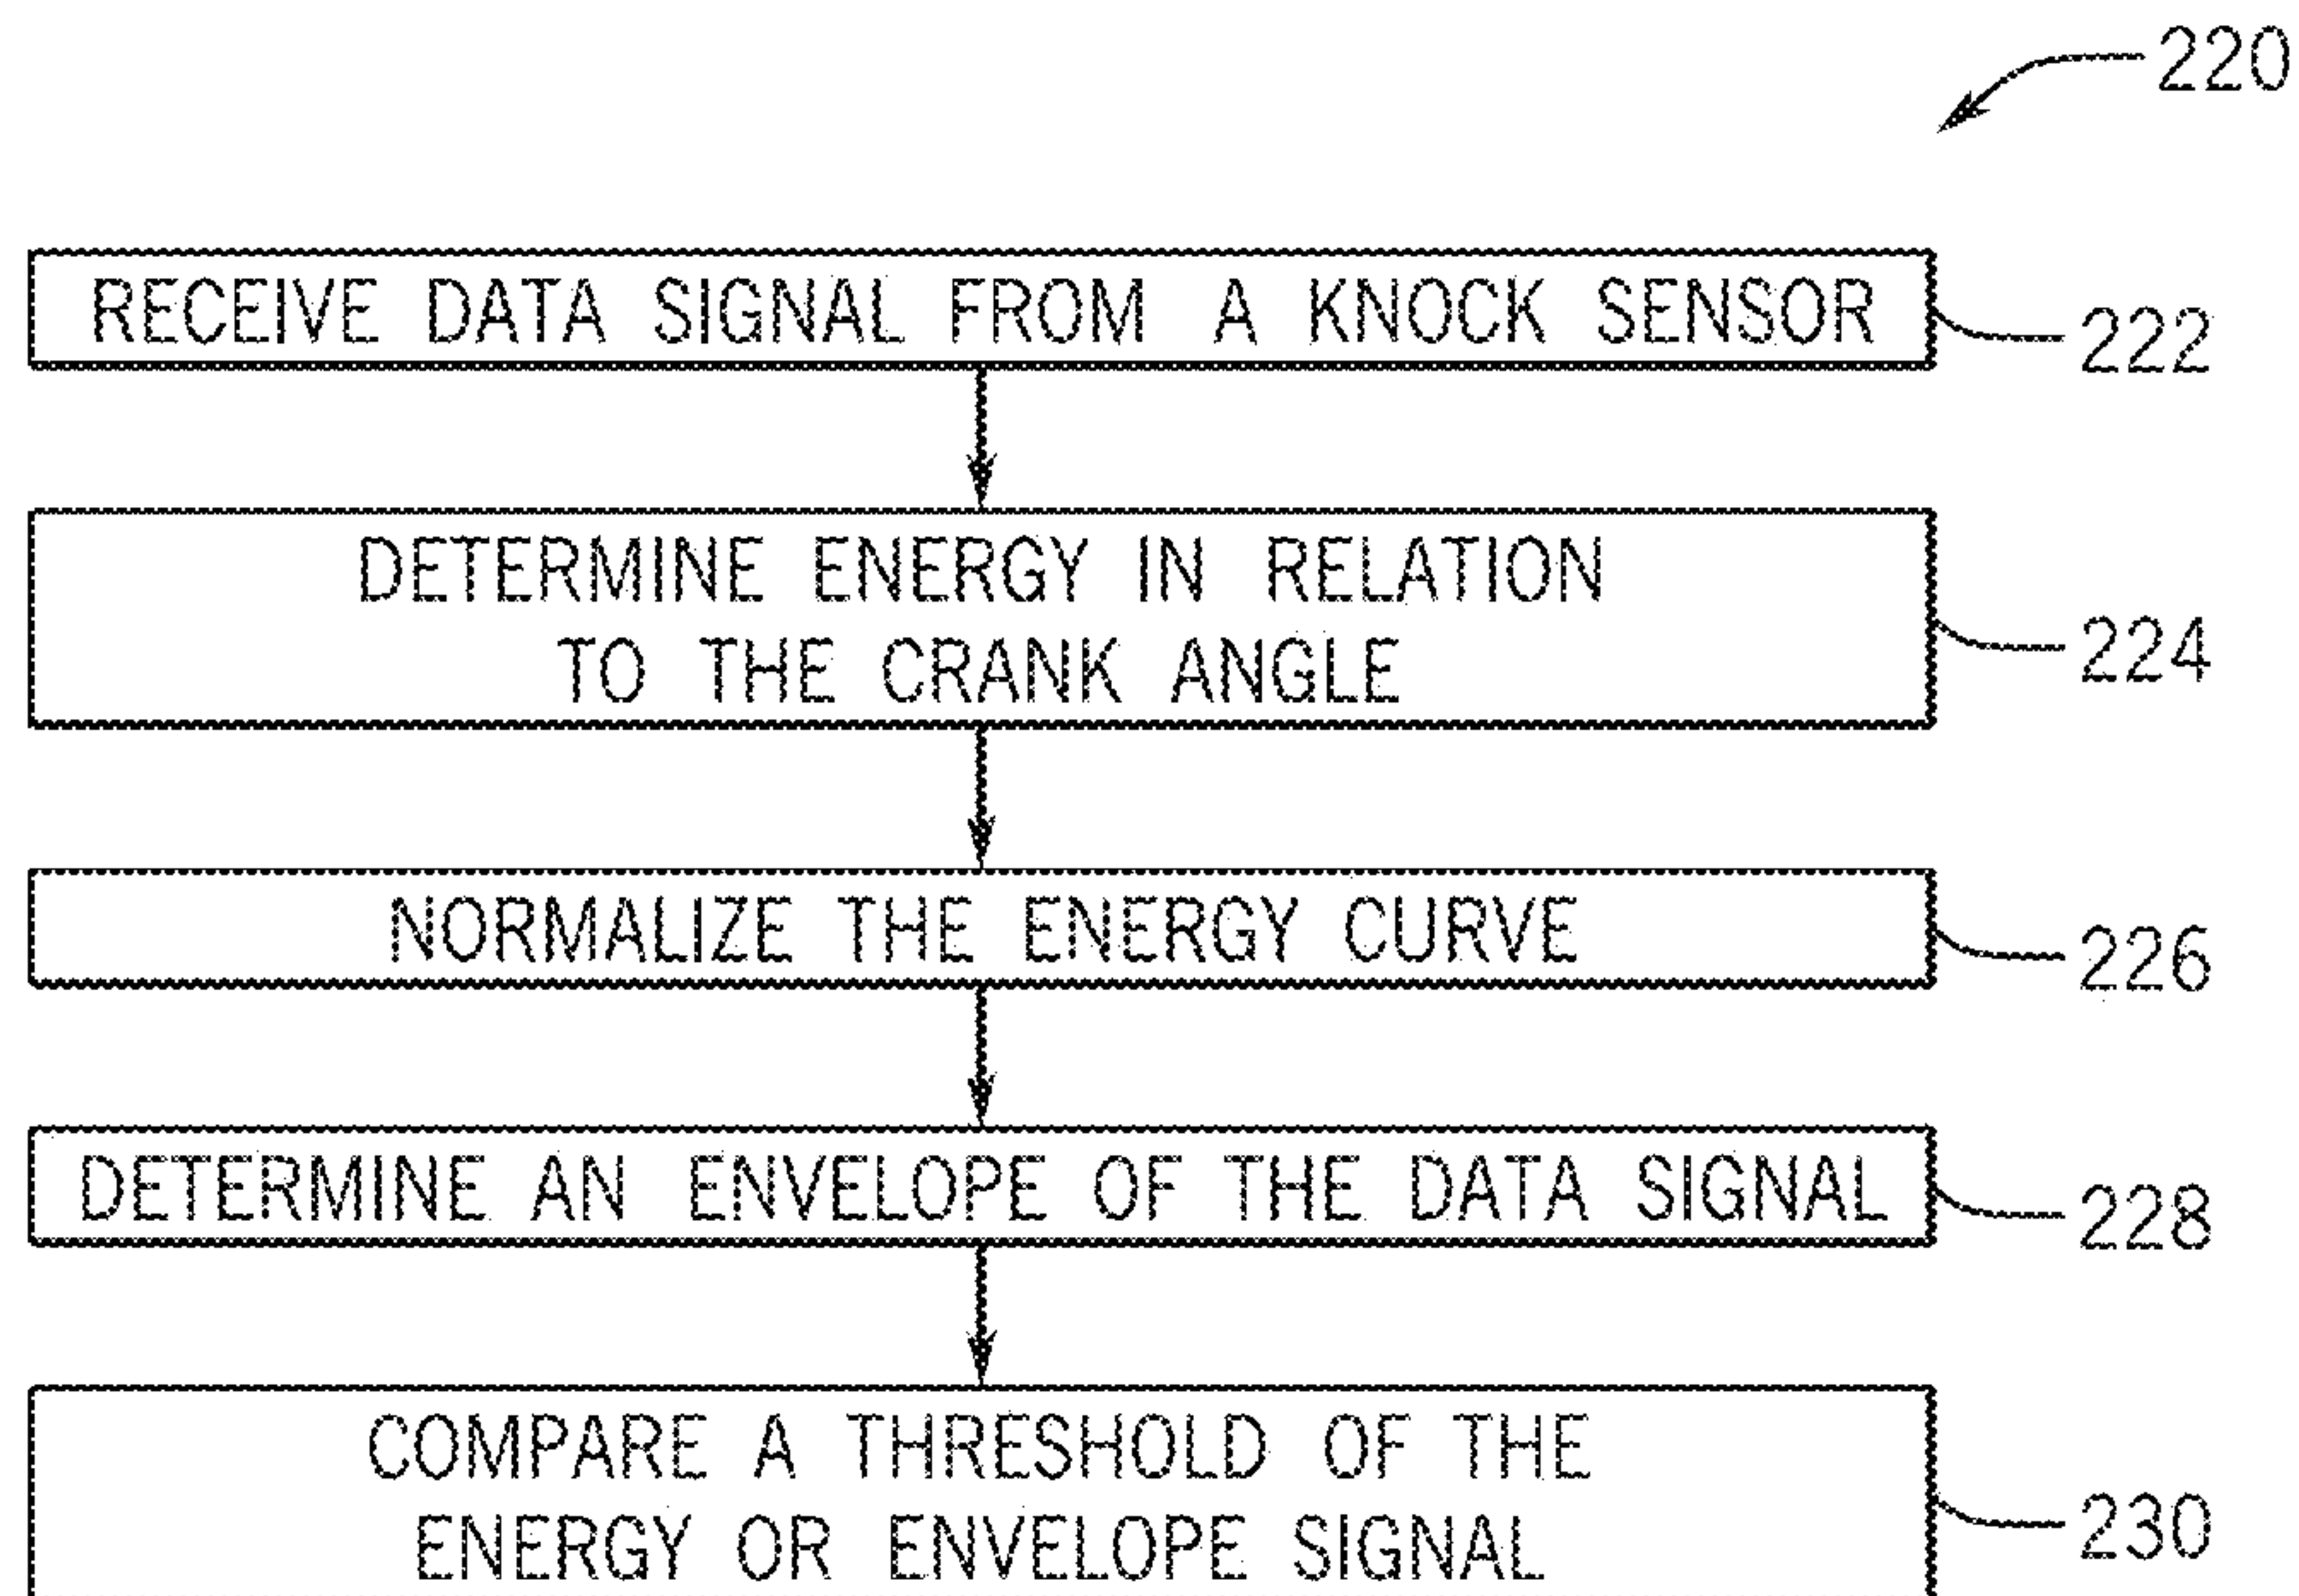 220
RECEIVE DATA SIGNAL FROM A KNOCK SENSOR
222
DETERMINE ENERGY IN RELATION
TO THE CRANK ANGLE
224
NORMALIZE THE ENERGY CURVE
226
DETERMINE AN ENVELOPE OF THE DATA SIGNAL
228
COMPARE A THRESHOLD OF THE
ENERGY OR ENVELOPE SIGNAL
230